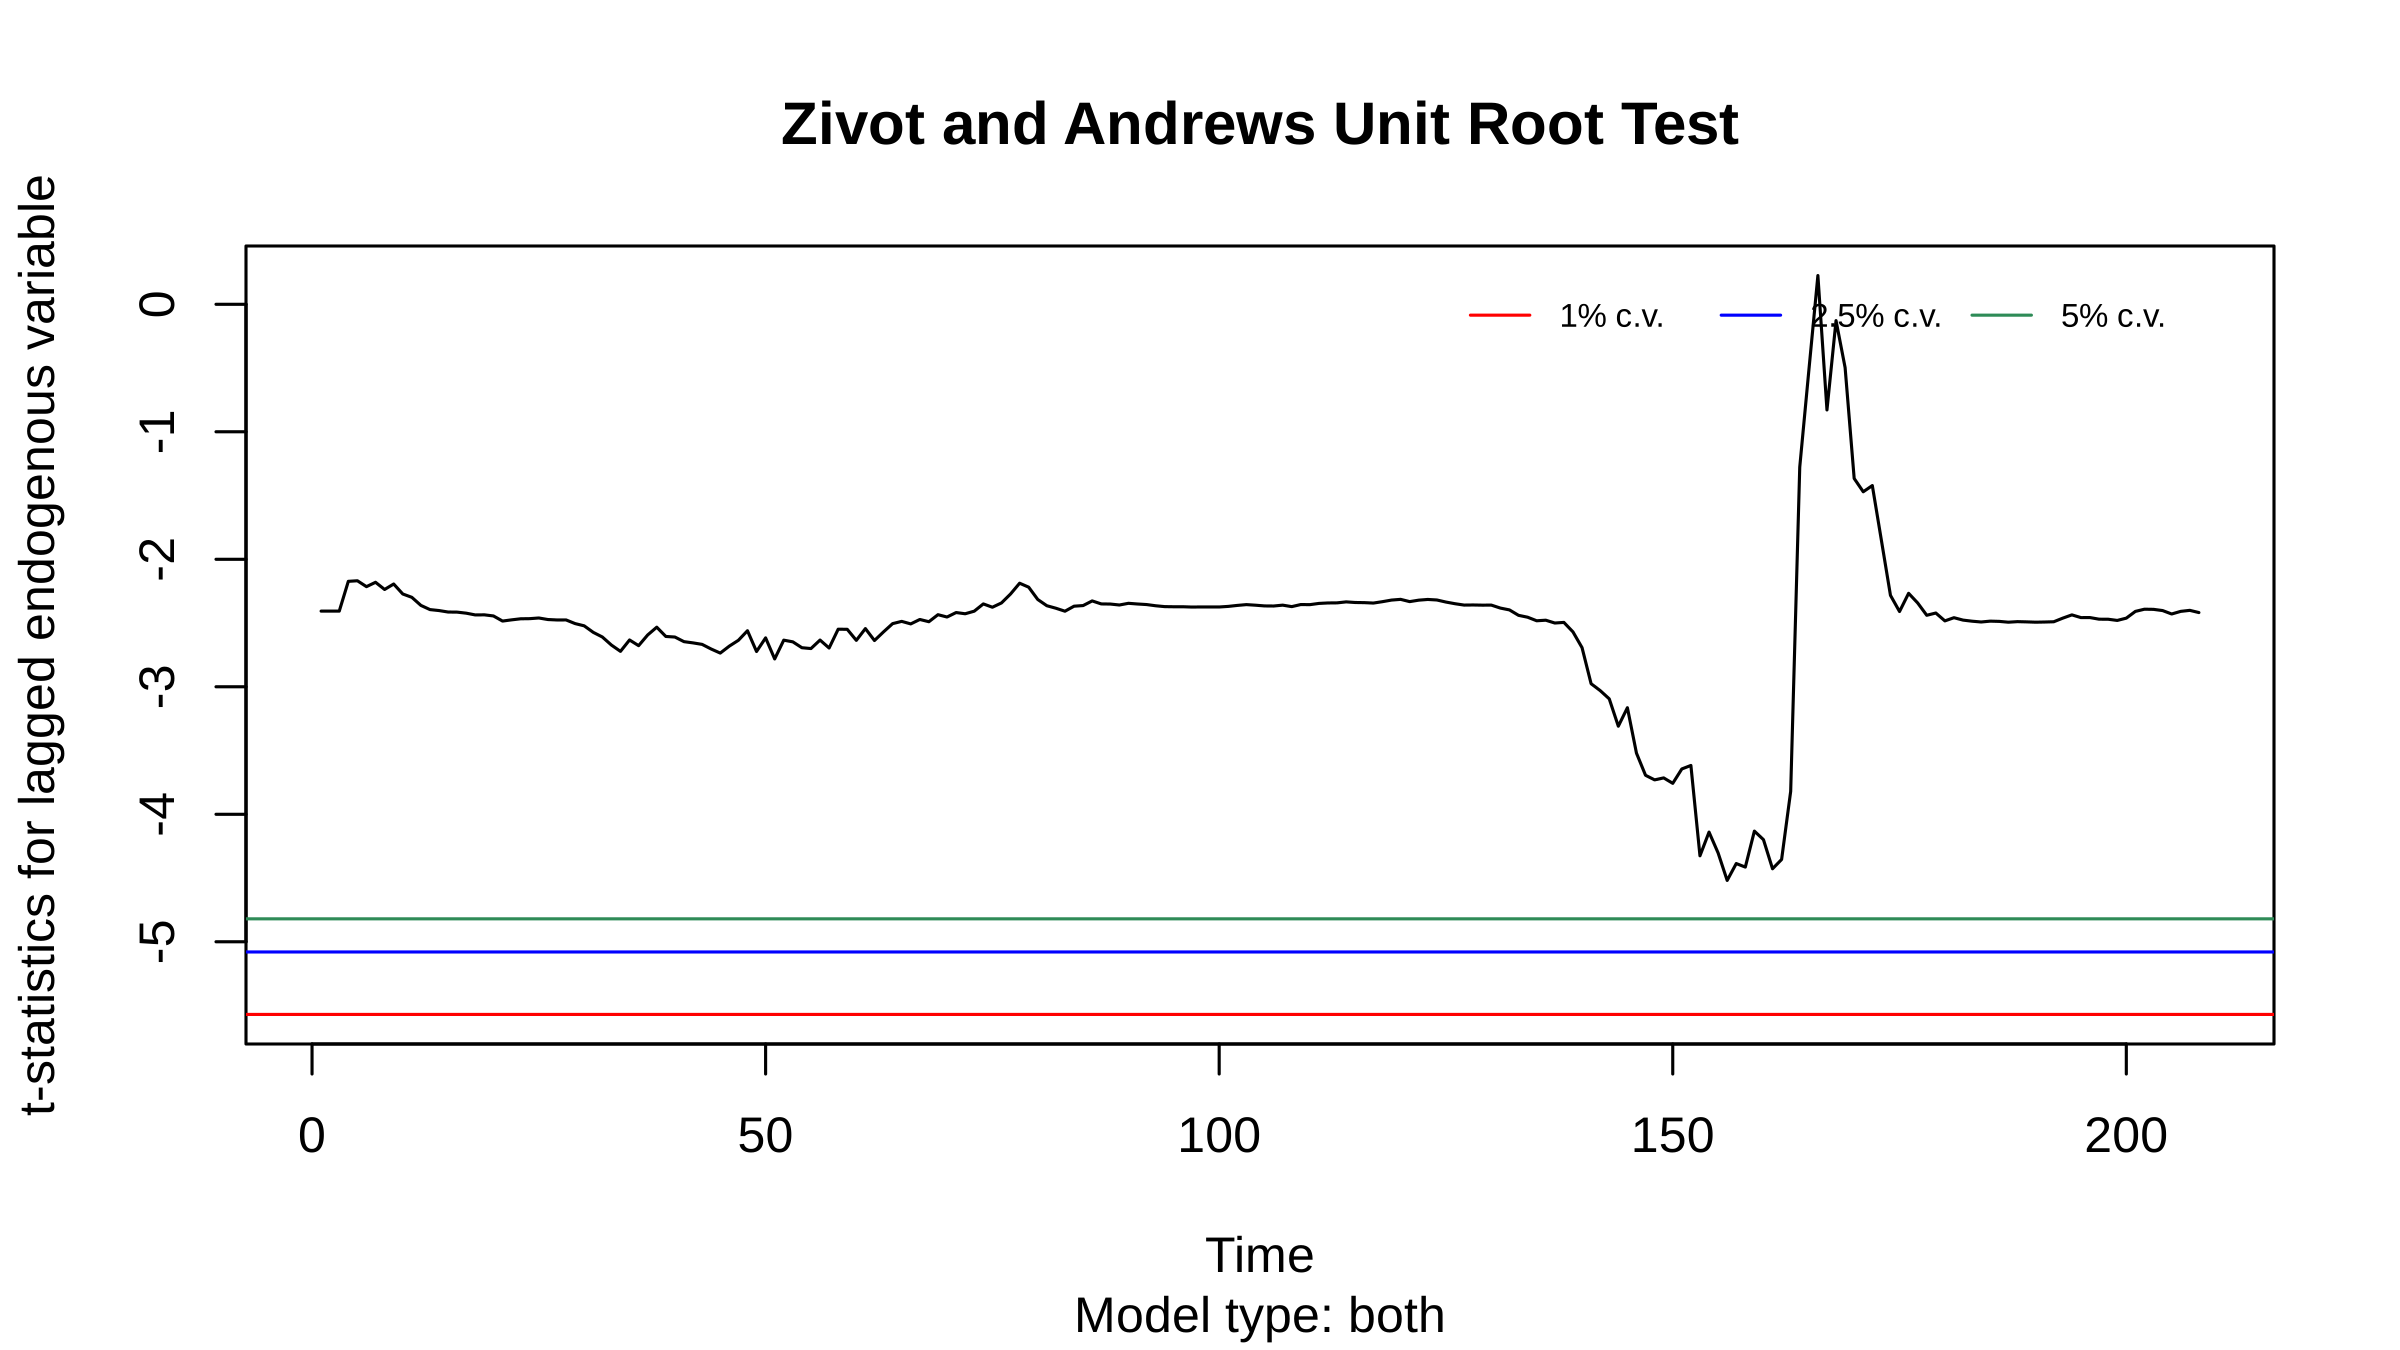 Zivot and Andrews Unit Root Test
t-statistics for lagged endogenous variable
0
-1
-2
-3
-4
-5
1% c.v. 2.5% c.v. 5% c.v.
0 50 100 150 200
Time
Model type: both